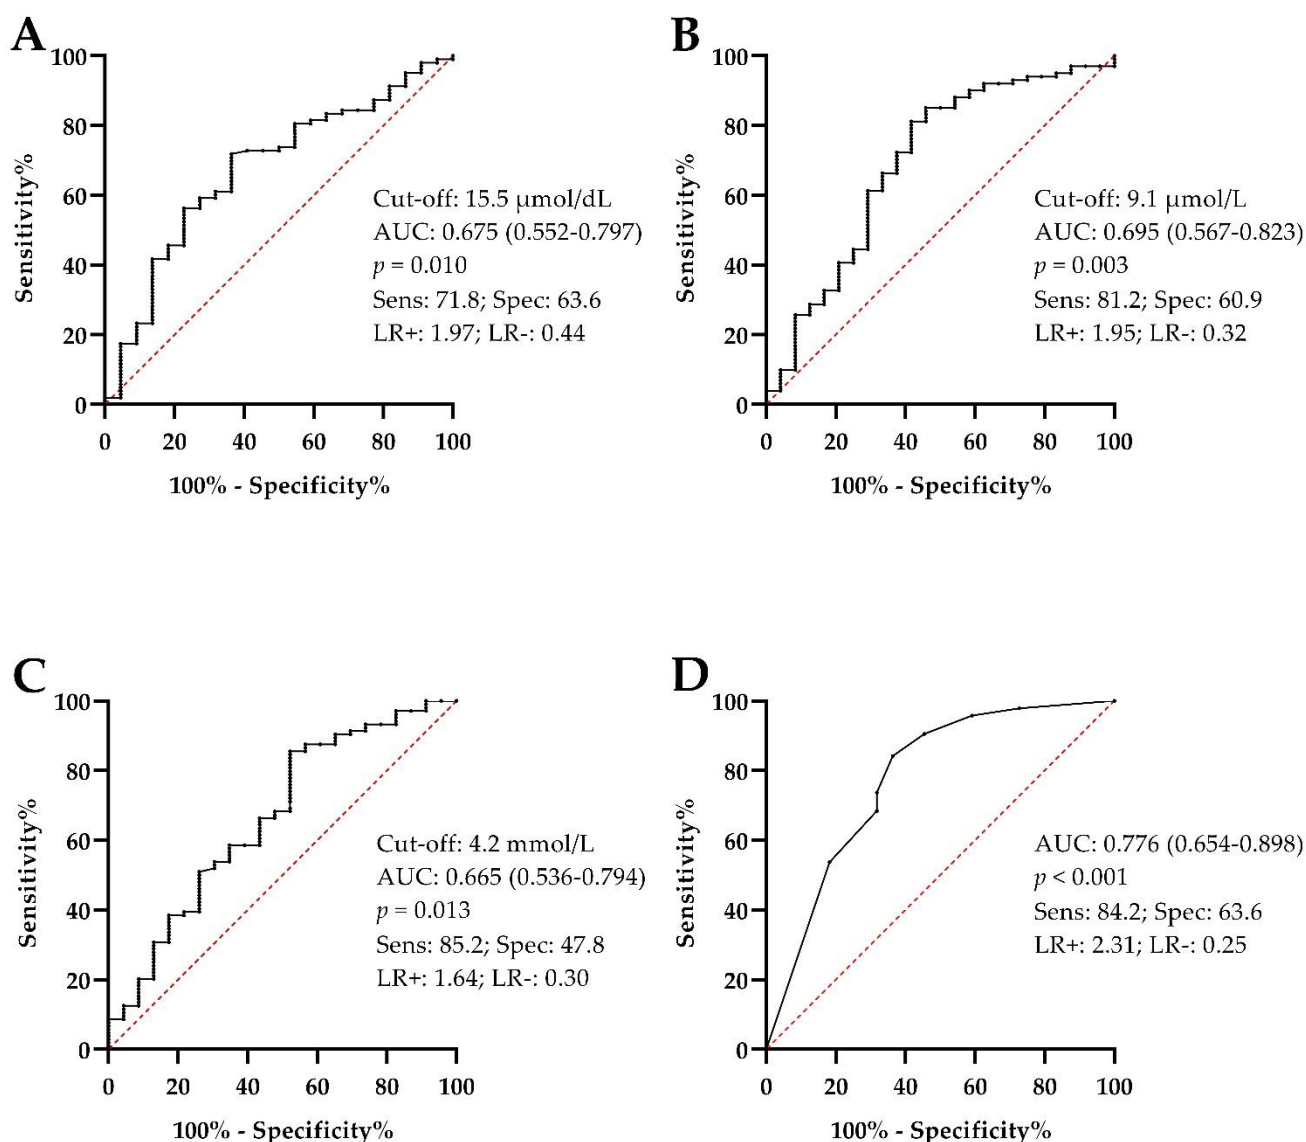 A
Sensitivity%
100
80
60
40
20
0
0 20 40 60 80 100
100% - Specificity%
Cut-off: 15.5 µmol/dL
AUC: 0.675 (0.552-0.797)
p = 0.010
Sens: 71.8; Spec: 63.6
LR+: 1.97; LR-: 0.44
B
Sensitivity%
100
80
60
40
20
0
0 20 40 60 80 100
100% - Specificity%
Cut-off: 9.1 µmol/L
AUC: 0.695 (0.567-0.823)
p = 0.003
Sens: 81.2; Spec: 60.9
LR+: 1.95; LR-: 0.32
C
Sensitivity%
100
80
60
40
20
0
0 20 40 60 80 100
100% - Specificity%
Cut-off: 4.2 mmol/L
AUC: 0.665 (0.536-0.794)
p = 0.013
Sens: 85.2; Spec: 47.8
LR+: 1.64; LR-: 0.30
D
Sensitivity%
100
80
60
40
20
0
0 20 40 60 80 100
100% - Specificity%
AUC: 0.776 (0.654-0.898)
p < 0.001
Sens: 84.2; Spec: 63.6
LR+: 2.31; LR-: 0.25